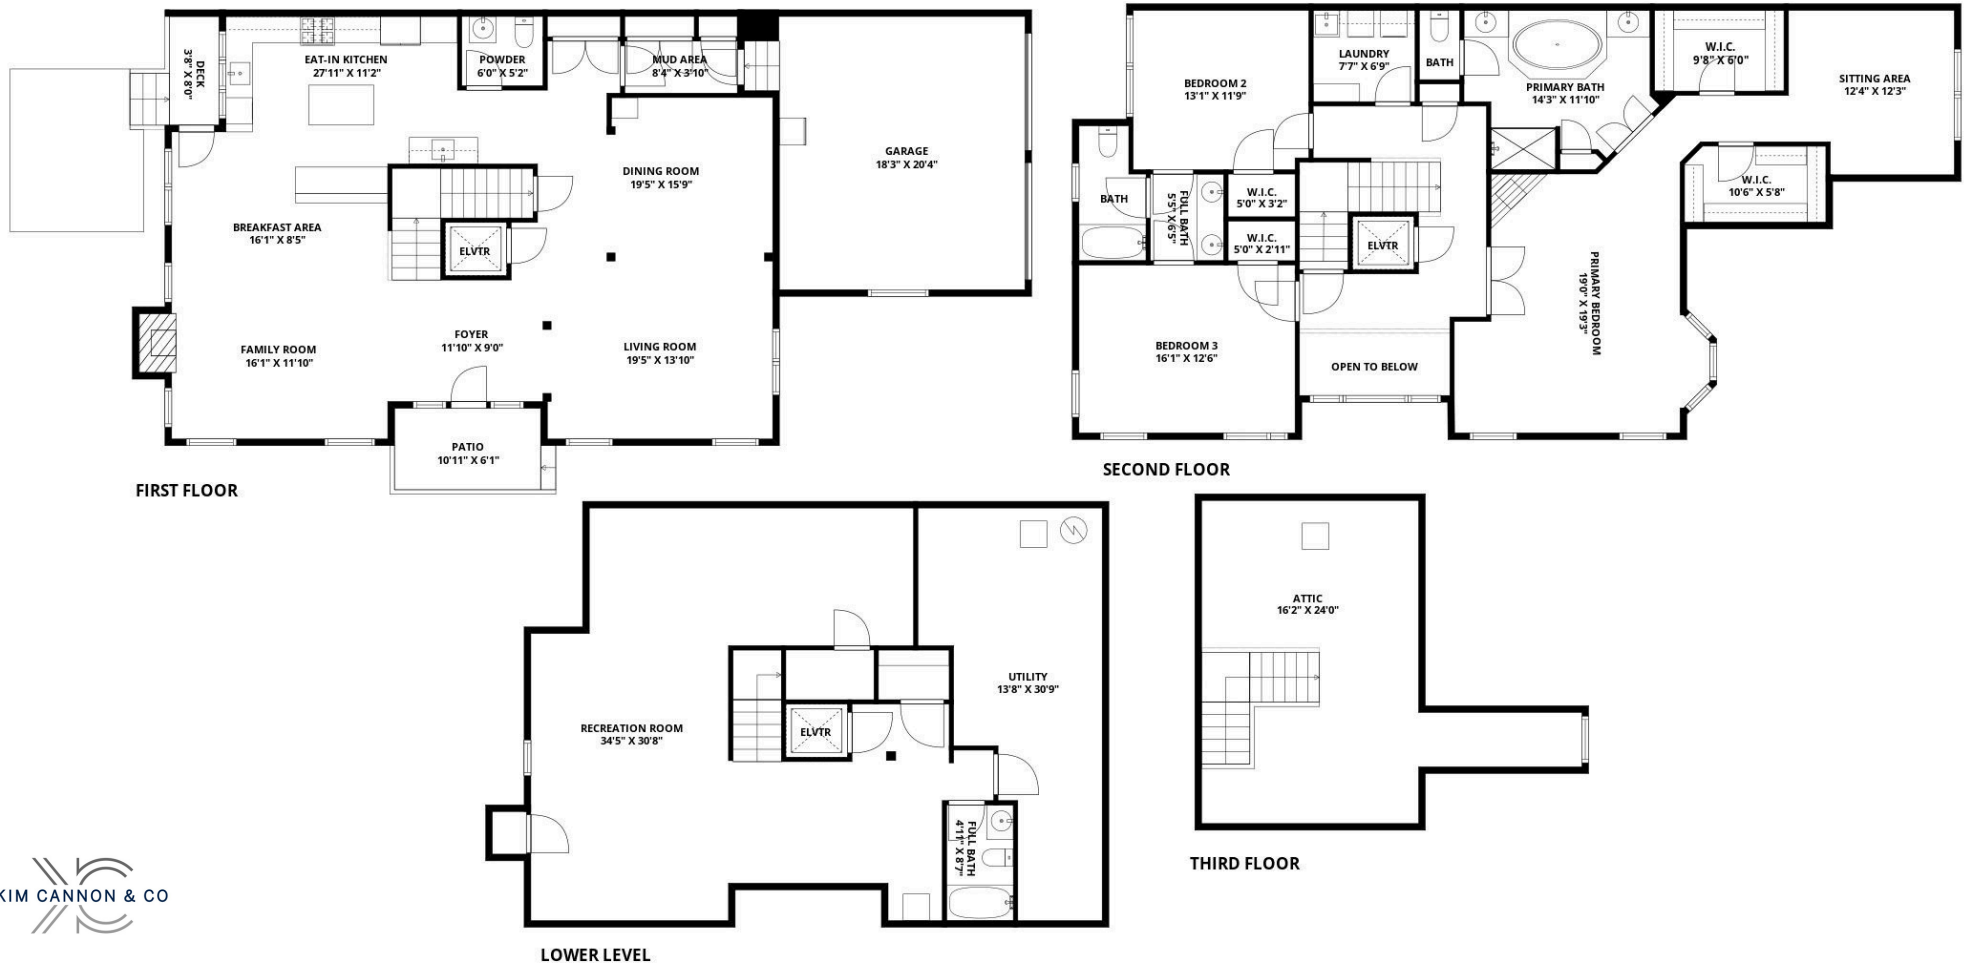 DECK
3'8" X 8'0"
EAT-IN KITCHEN
27'11" X 11'2"
POWDER
6'0" X 5'2"
MUD AREA
8'4" X 3'10"
GARAGE
18'3" X 20'4"
DINING ROOM
19'5" X 15'9"
BREAKFAST AREA
16'1" X 8'5"
ELVTR
FAMILY ROOM
16'1" X 11'10"
FOYER
11'10" X 9'0"
LIVING ROOM
19'5" X 13'10"
PATIO
10'11" X 6'1"
FIRST FLOOR
BEDROOM 2
13'1" X 11'9"
LAUNDRY
7'7" X 6'9"
BATH
PRIMARY BATH
14'3" X 11'10"
W.I.C.
9'8" X 6'0"
SITTING AREA
12'4" X 12'3"
BATH
FULL BATH
5'5" X 6'5"
W.I.C.
5'0" X 3'2"
W.I.C.
5'0" X 2'11"
ELVTR
W.I.C.
10'6" X 5'8"
PRIMARY BEDROOM
19'0" X 19'3"
BEDROOM 3
16'1" X 12'6"
OPEN TO BELOW
SECOND FLOOR
RECREATION ROOM
34'5" X 30'8"
ELVTR
UTILITY
13'8" X 30'9"
FULL BATH
4'11" X 8'7"
LOWER LEVEL
ATTIC
16'2" X 24'0"
THIRD FLOOR
KIM CANNON & CO